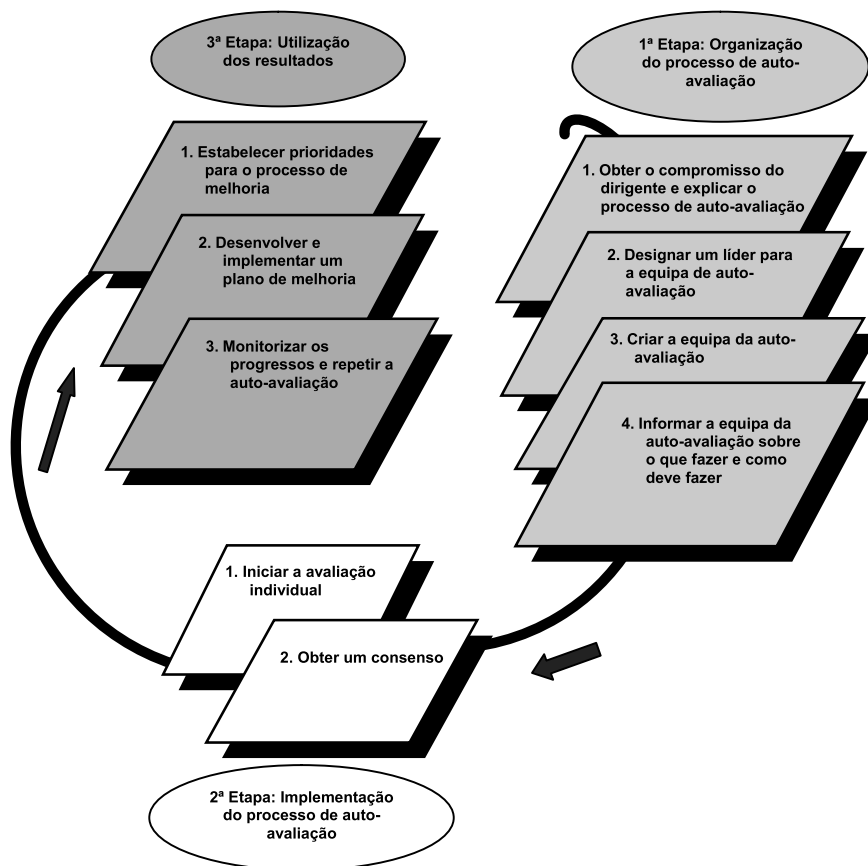 3ª Etapa: Utilização
dos resultados
1. Estabelecer prioridades
para o processo de
melhoria
2. Desenvolver e
implementar um
plano de melhoria
3. Monitorizar os
progressos e repetir a
auto-avaliação
1ª Etapa: Organização
do processo de auto-
avaliação
1. Obter o compromisso do
dirigente e explicar o
processo de auto-avaliação
2. Designar um líder para
a equipa de auto-
avaliação
3. Criar a equipa da auto-
avaliação
4. Informar a equipa da
auto-avaliação sobre
o que fazer e como
deve fazer
1. Iniciar a avaliação
individual
2. Obter um consenso
2ª Etapa: Implementação
do processo de auto-
avaliação